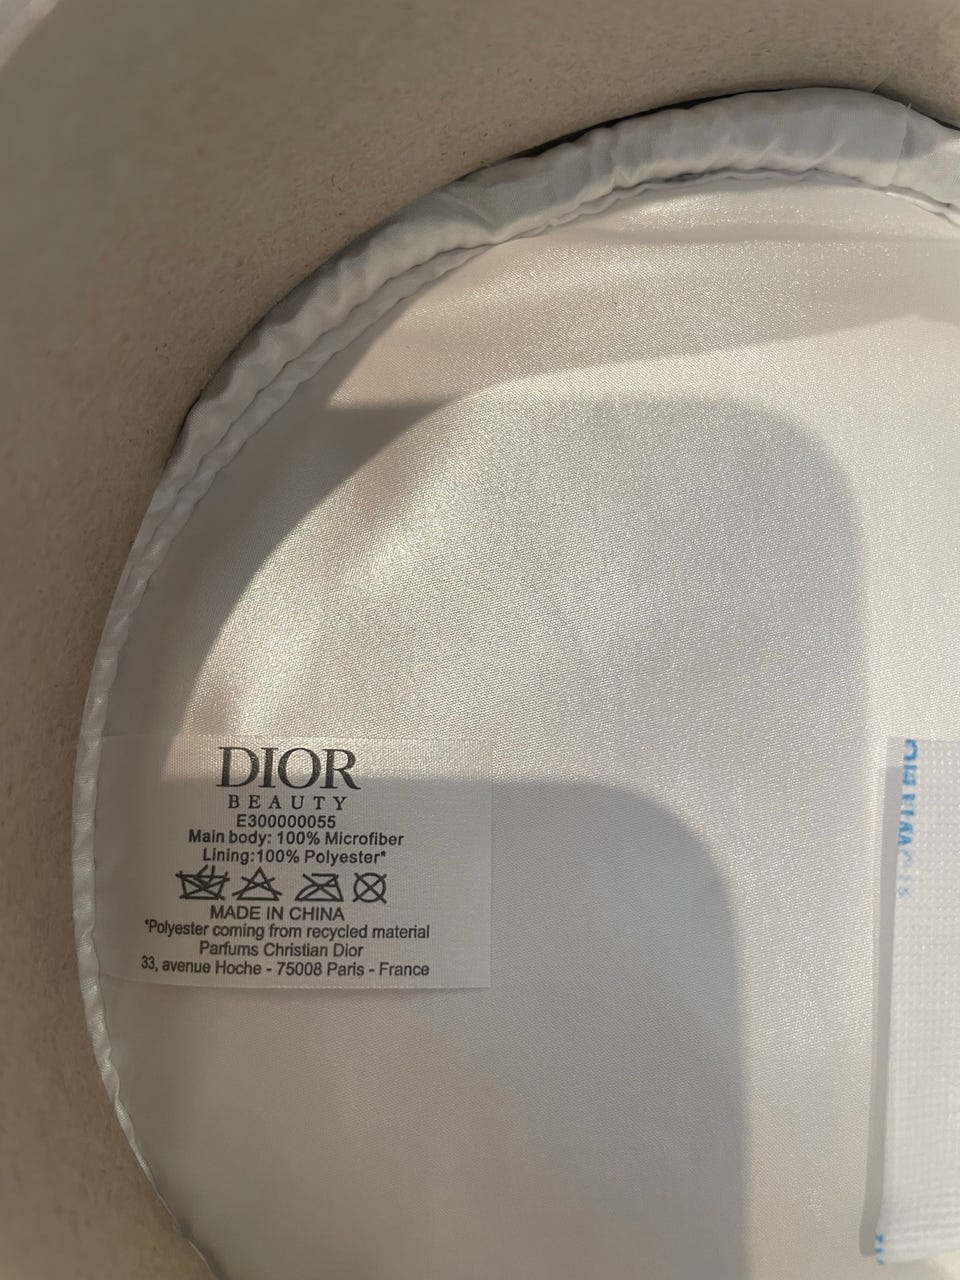 DIOR
BEAUTY
E300000055
Main body: 100% Microfiber
Lining:100% Polyester*
MADE IN CHINA
*Polyester coming from recycled material
Parfums Christian Dior
33, avenue Hoche - 75008 Paris - France